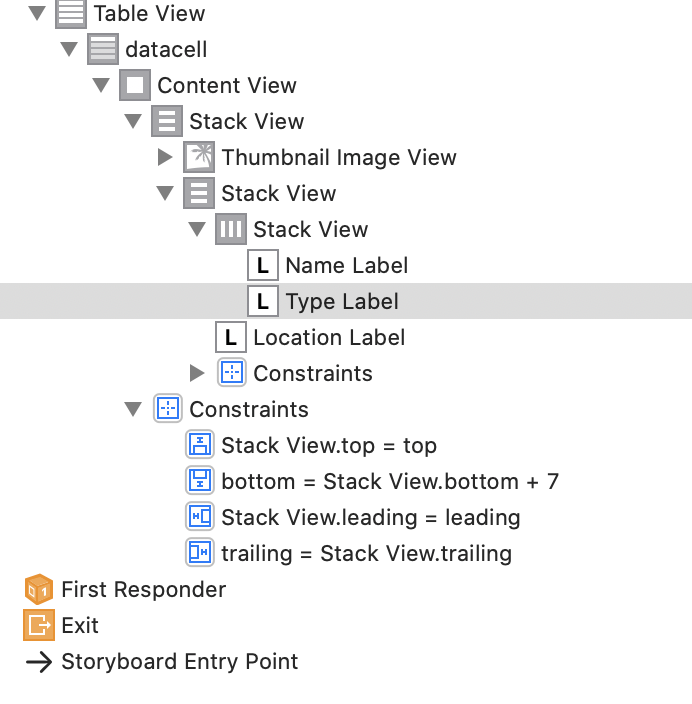 Table View
datacell
Content View
Stack View
Thumbnail Image View
Stack View
Stack View
L Name Label
L Type Label
L Location Label
Constraints
Constraints
Stack View.top = top
bottom = Stack View.bottom + 7
Stack View.leading = leading
trailing = Stack View.trailing
First Responder
Exit
Storyboard Entry Point